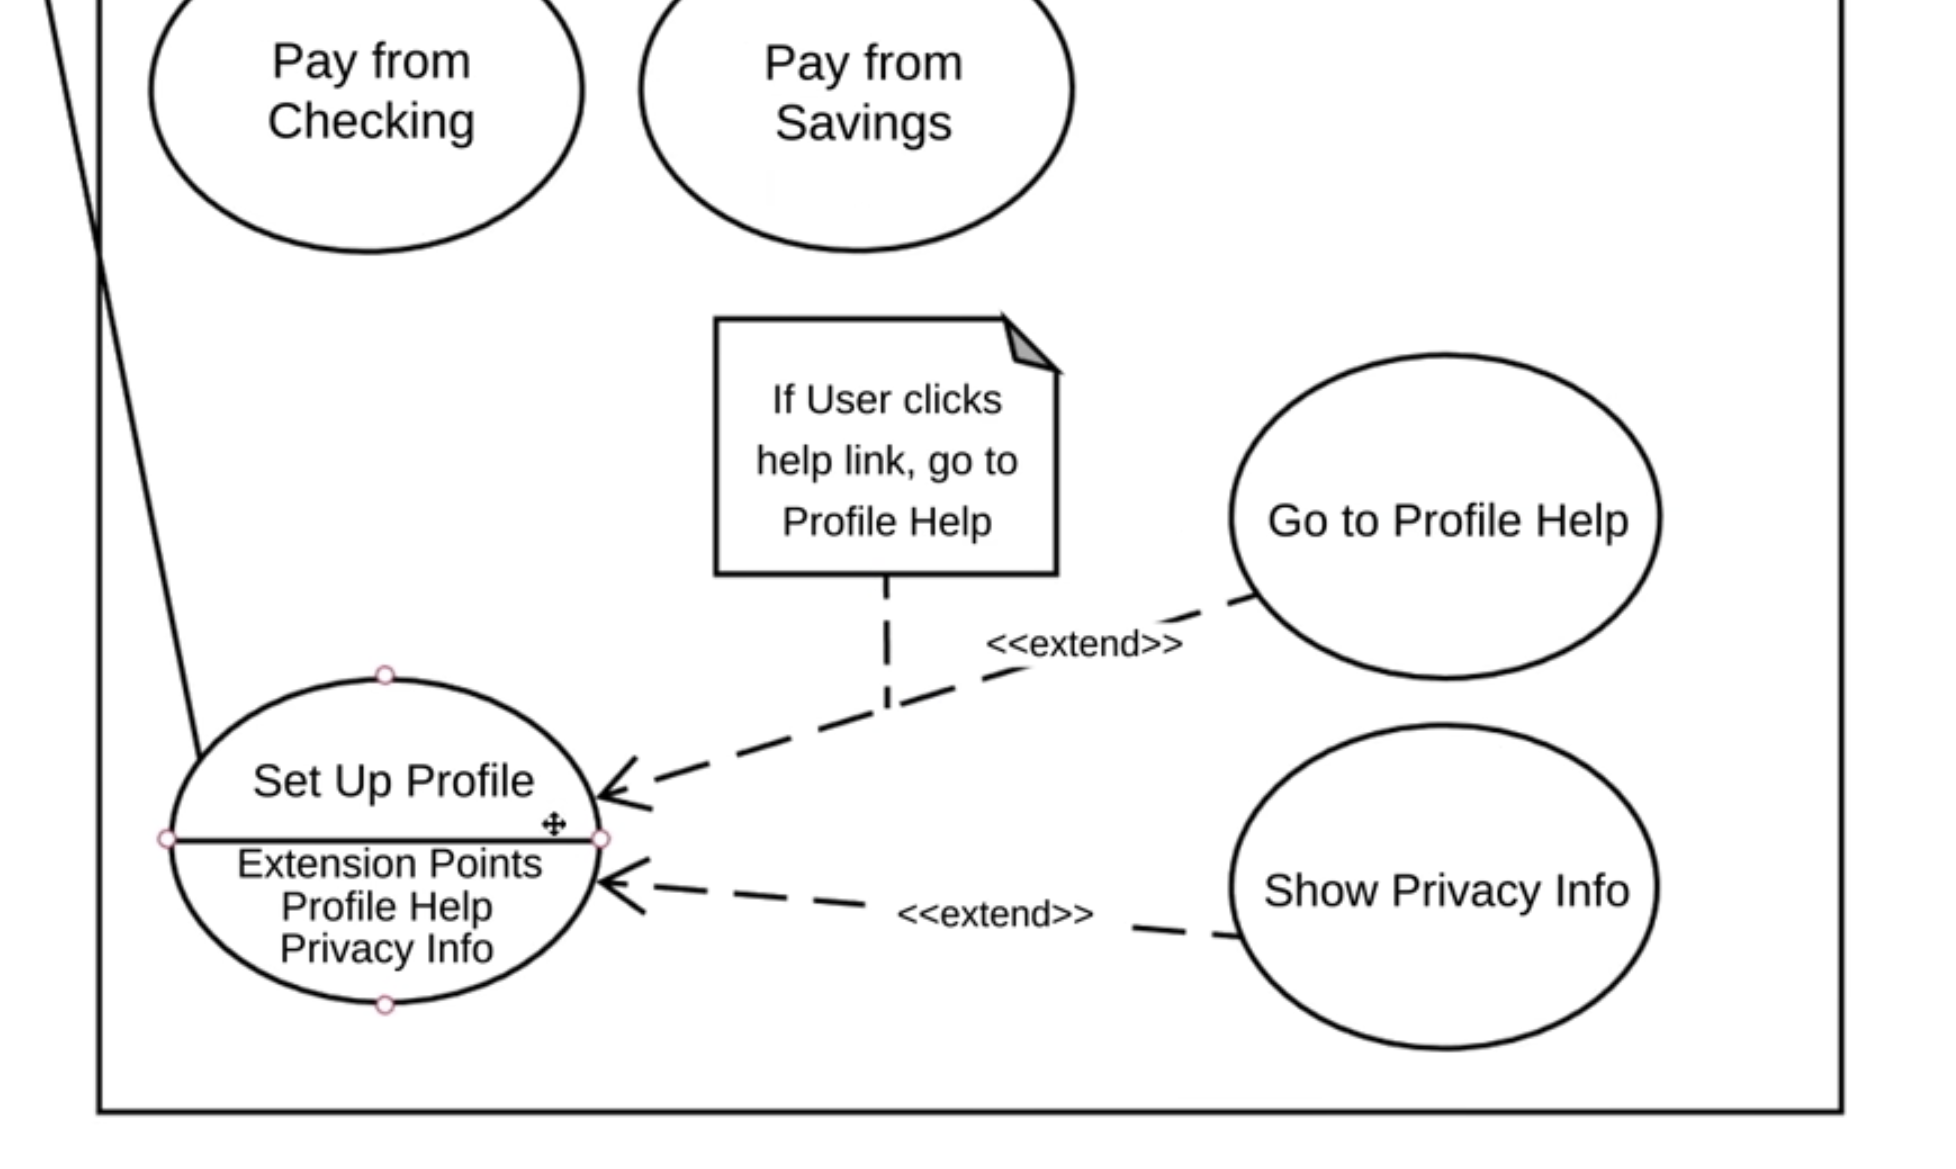 Pay from
Checking
Pay from
Savings
If User clicks
help link, go to
Profile Help
Go to Profile Help
<<extend>>
Set Up Profile
Extension Points
Profile Help
Privacy Info
<<extend>>
Show Privacy Info